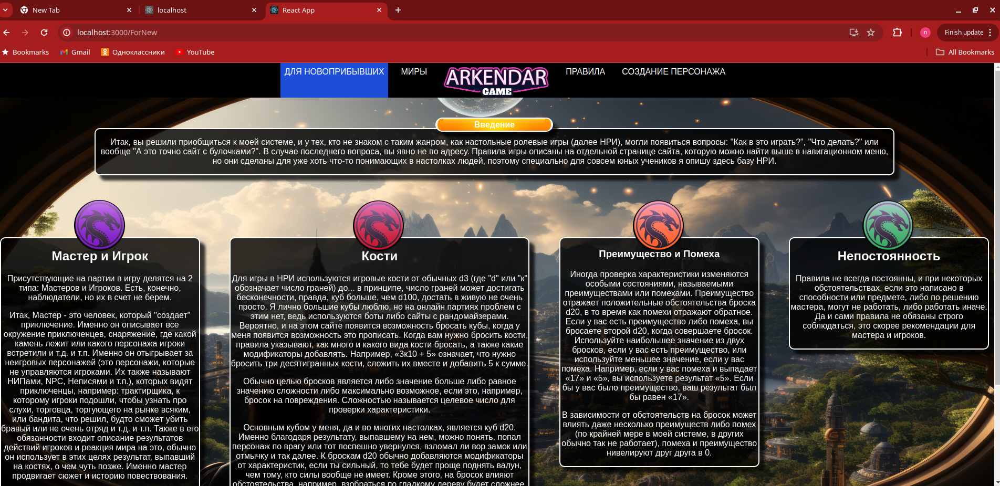 New Tab
localhost
React App
localhost:3000/ForNew
n
Finish update
Bookmarks
Gmail
Одноклассники
YouTube
All Bookmarks
ДЛЯ НОВОПРИБЫВШИХ
МИРЫ
ARKENDAR
GAME
ПРАВИЛА
СОЗДАНИЕ ПЕРСОНАЖА
Введение
Итак, вы решили приобщиться к моей системе, и у тех, кто не знаком с таким жанром, как настольные ролевые игры (далее НРИ), могли появиться вопросы: "Как в это играть?", "Что делать?" или
вообще "А это точно сайт с булочками?". В случае последнего вопроса, вы явно не по адресу. Правила игры описаны на отдельной странице сайта, которую можно найти выше в навигационном меню,
но они сделаны для уже хоть что-то понимающих в настолках людей, поэтому специально для совсем юных учеников я опишу здесь базу НРИ.
Мастер и Игрок
Присутствующие на партии в игру делятся на 2
типа: Мастеров и Игроков. Есть, конечно,
наблюдатели, но их в счет не берем.
Итак, Мастер - это человек, который "создает"
приключение. Именно он описывает все
окружение приключенцев, снаряжение, где какой
камень лежит или какого персонажа игроки
встретили и т.д. и т.п. Именно он отыгрывает за
неигровых персонажей (это персонажи, которые
не управляются игроками. Их также называют
НИПами, NPC, Неписями и т.п.), которых видят
приключенцы, например: трактирщика, к
которому игроки подошли, чтобы узнать про
слухи, торговца, торгующего на рынке всяким,
или бандита, что решил, будто сможет убить
бравый или не очень отряд и т.д. и т.п. Также в его
обязанности входит описание результатов
действий игроков и реакция мира на это, обычно
он использует в этих целях результат, выпавший
на костях, о чем чуть позже. Именно мастер
продвигает сюжет и историю повествования.
Кости
Для игры в НРИ используются игровые кости от обычных d3 (где "d" или "к"
обозначает число граней) до... в принципе, число граней может достигать
бесконечности, правда, куб больше, чем d100, достать в живую не очень
просто. Я лично большие кубы люблю, но на онлайн партиях проблем с
этим нет, ведь используются боты либо сайты с рандомайзерами.
Вероятно, и на этом сайте появится возможность бросать кубы, когда у
меня появится возможность это прописать. Когда вам нужно бросить кости,
правила указывают, как много и какого вида кости бросать, а также какие
модификаторы добавлять. Например, «3к10 + 5» означает, что нужно
бросить три десятигранных кости, сложить их вместе и добавить 5 к сумме.
Обычно целью бросков является либо значение больше либо равное
значению сложности либо максимально возможное, если это, например,
бросок на повреждения. Сложностью называется целевое число для
проверки характеристики.
Основным кубом у меня, да и во многих настолках, является куб d20.
Именно благодаря результату, выпавшему на нем, можно понять, попал
персонаж по врагу или тот поспешно увернулся, взломал ли вор замок или
отмычку и так далее. К броскам d20 обычно добавляются модификаторы
от характеристик, если ты сильный, то тебе будет проще поднять валун,
чем тому, кто силы вообще не имеет. Кроме этого, на бросок влияют
обстоятельства, например, взобраться по гладкому дереву будет сложнее,
Преимущество и Помеха
Иногда проверка характеристики изменяются
особыми состояниями, называемыми
преимуществами или помехами. Преимущество
отражает положительные обстоятельства броска
d20, в то время как помехи отражают обратное.
Если у вас есть преимущество либо помеха, вы
бросаете второй d20, когда совершаете бросок.
Используйте наибольшее значение из двух
бросков, если у вас есть преимущество, или
используйте меньшее значение, если у вас
помеха. Например, если у вас помеха и выпадает
«17» и «5», вы используете результат «5». Если
бы у вас было преимущество, ваш результат был
бы равен «17».
В зависимости от обстоятельств на бросок может
влиять даже несколько преимуществ либо помех
(по крайней мере в моей системе, в других
обычно так не работает), помеха и преимущество
нивелируют друг друга в 0.
Непостоянность
Правила не всегда постоянны, и при некоторых
обстоятельствах, если это написано в
способности или предмете, либо по решению
мастера, могут не работать, либо работать иначе.
Да и сами правила не обязаны строго
соблюдаться, это скорее рекомендации для
мастера и игроков.